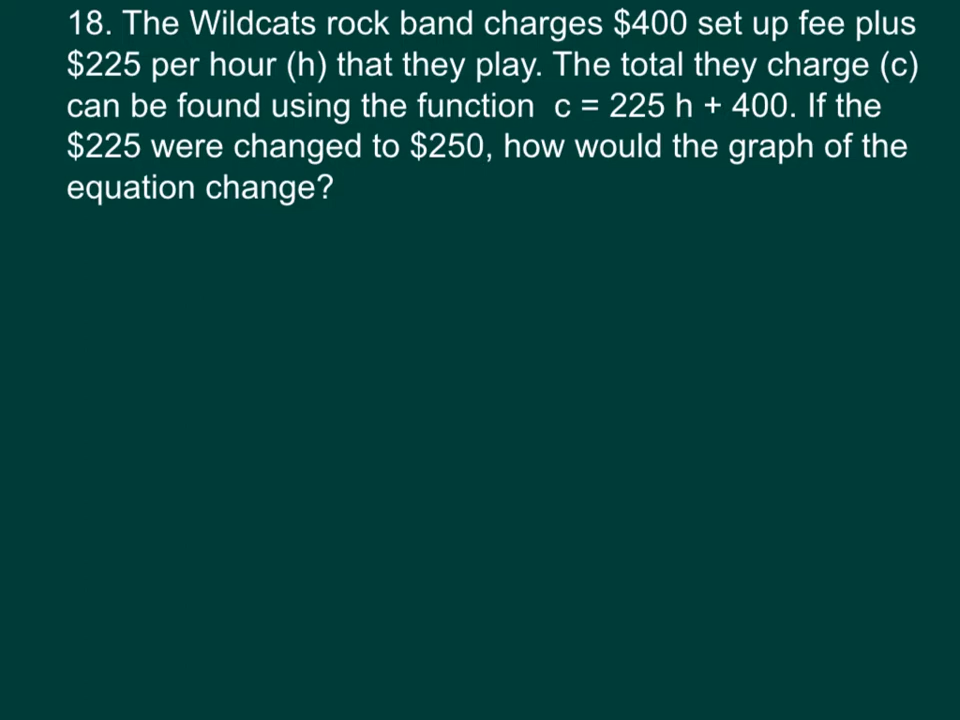 18. The Wildcats rock band charges $400 set up fee plus
$225 per hour (h) that they play. The total they charge (c)
can be found using the function  c = 225 h + 400. If the
$225 were changed to $250, how would the graph of the
equation change?